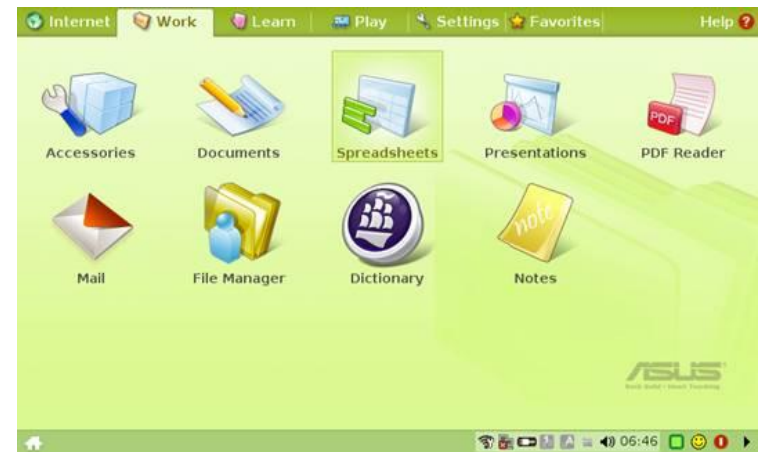 Internet Work Learn Play Settings Favorites Help ?
Accessories Documents Spreadsheets Presentations PDF Reader
PDF
note
Mail File Manager Dictionary Notes
ASUS
06:46